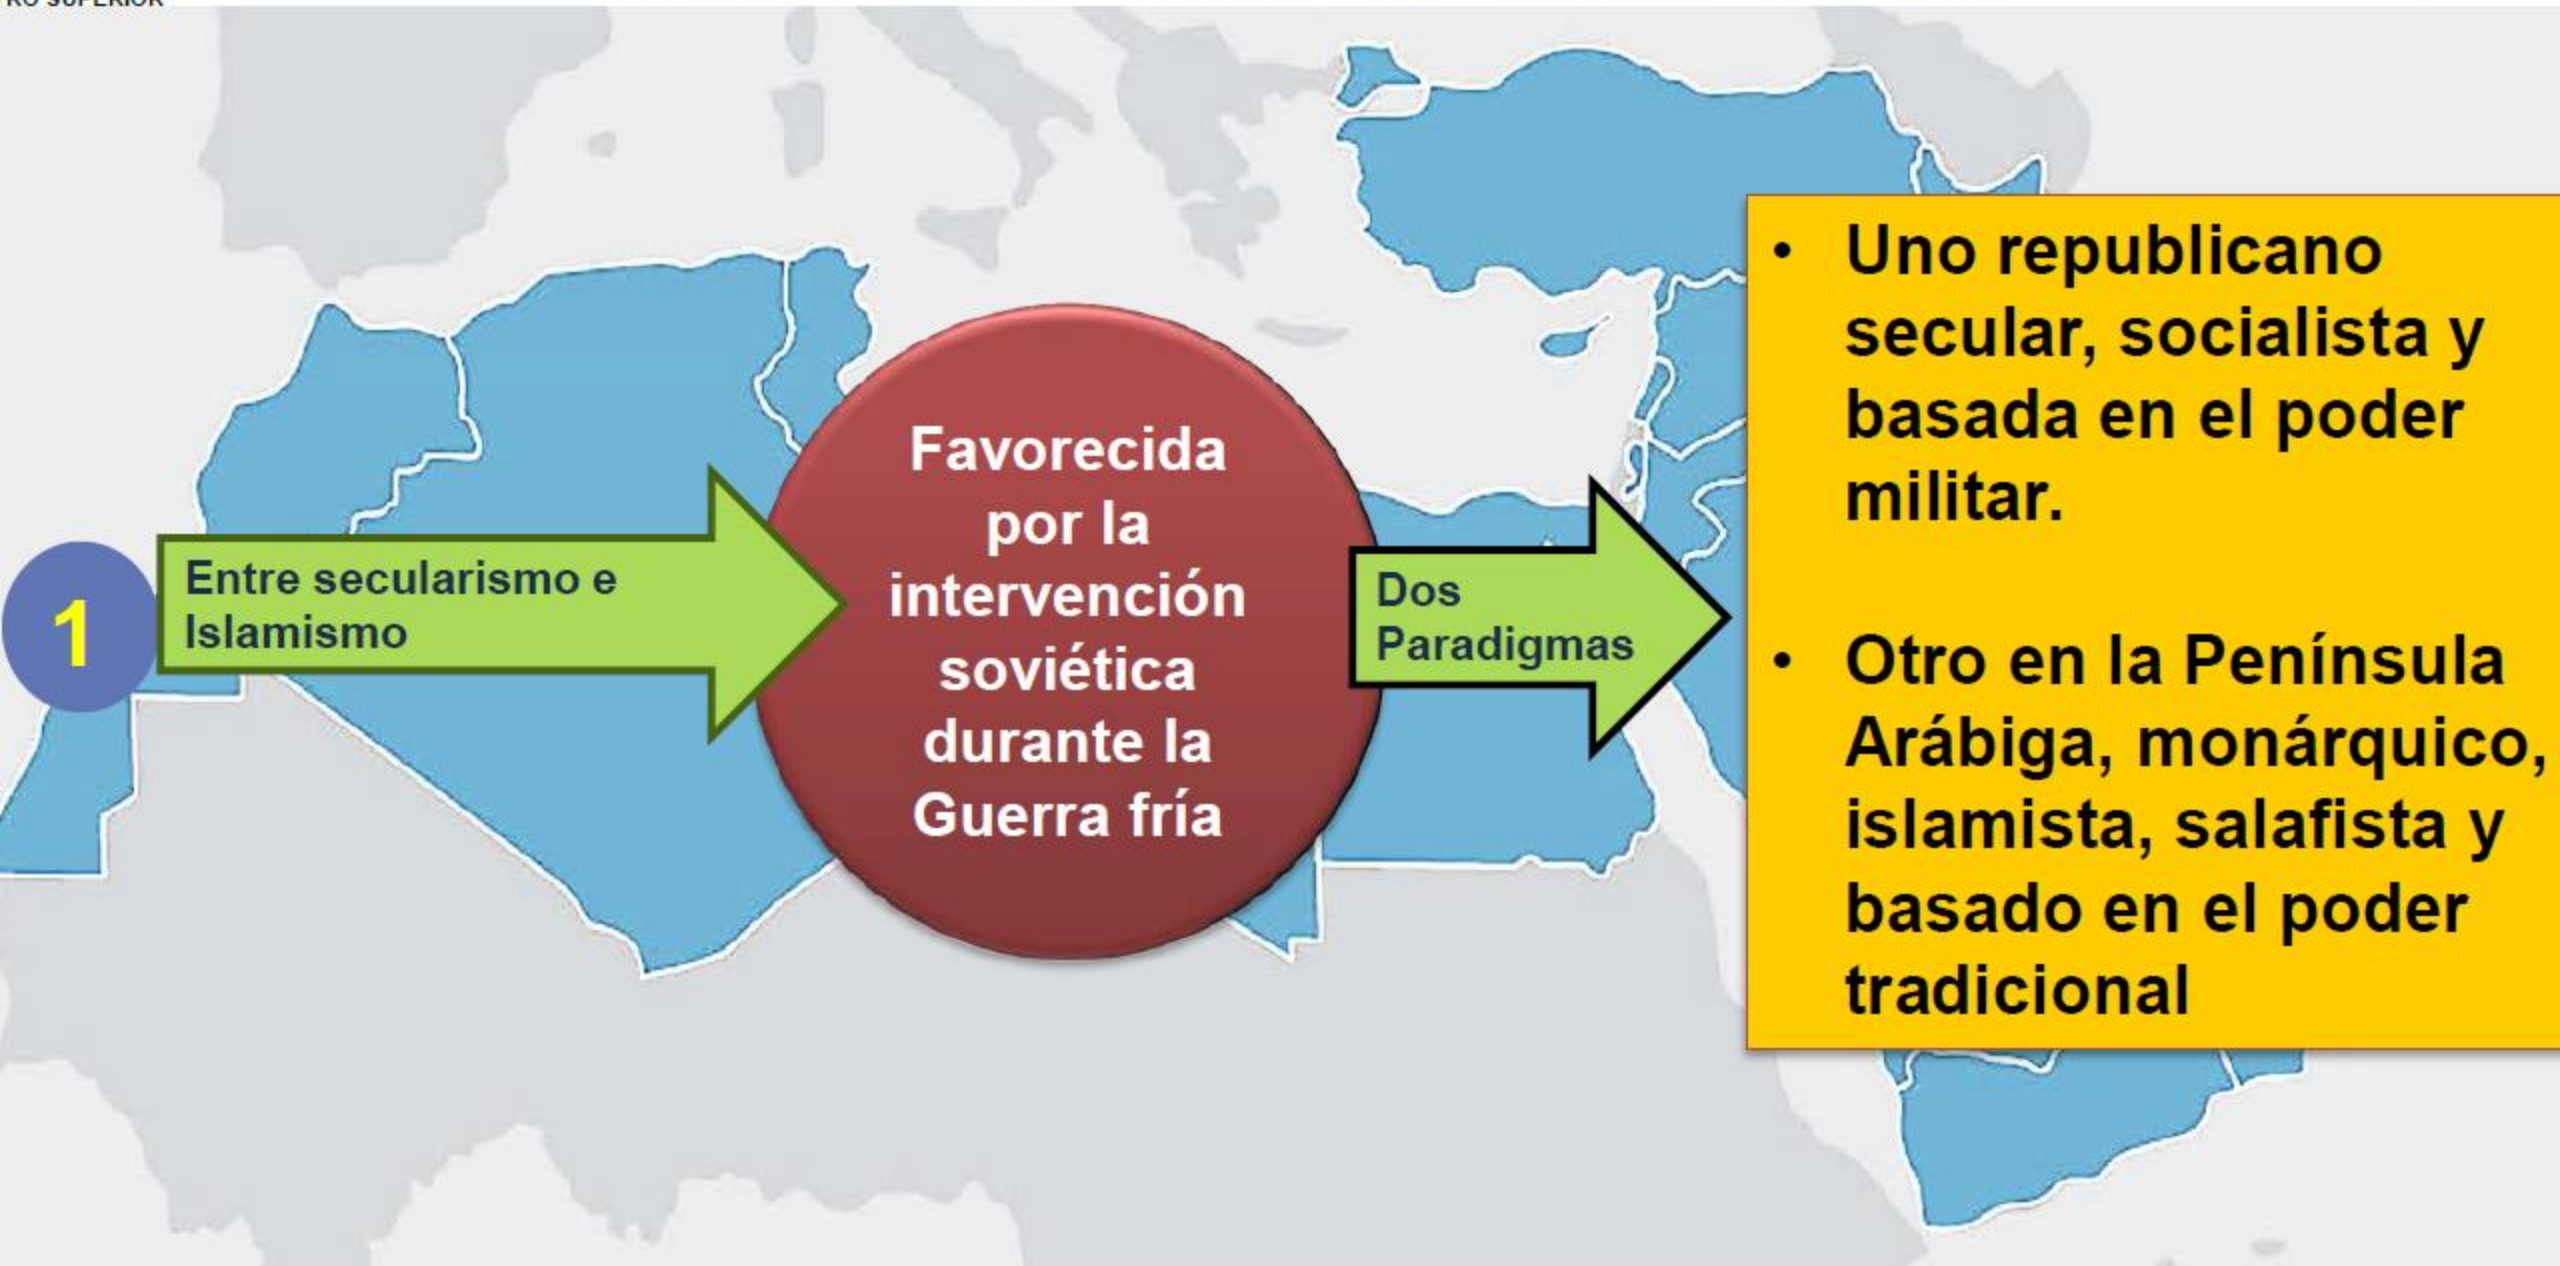 1
Entre secularismo e
Islamismo
Favorecida
por la
intervención
soviética
durante la
Guerra fría
Dos
Paradigmas
• Uno republicano
secular, socialista y
basada en el poder
militar.
• Otro en la Península
Arábiga, monárquico,
islamista, salafista y
basado en el poder
tradicional